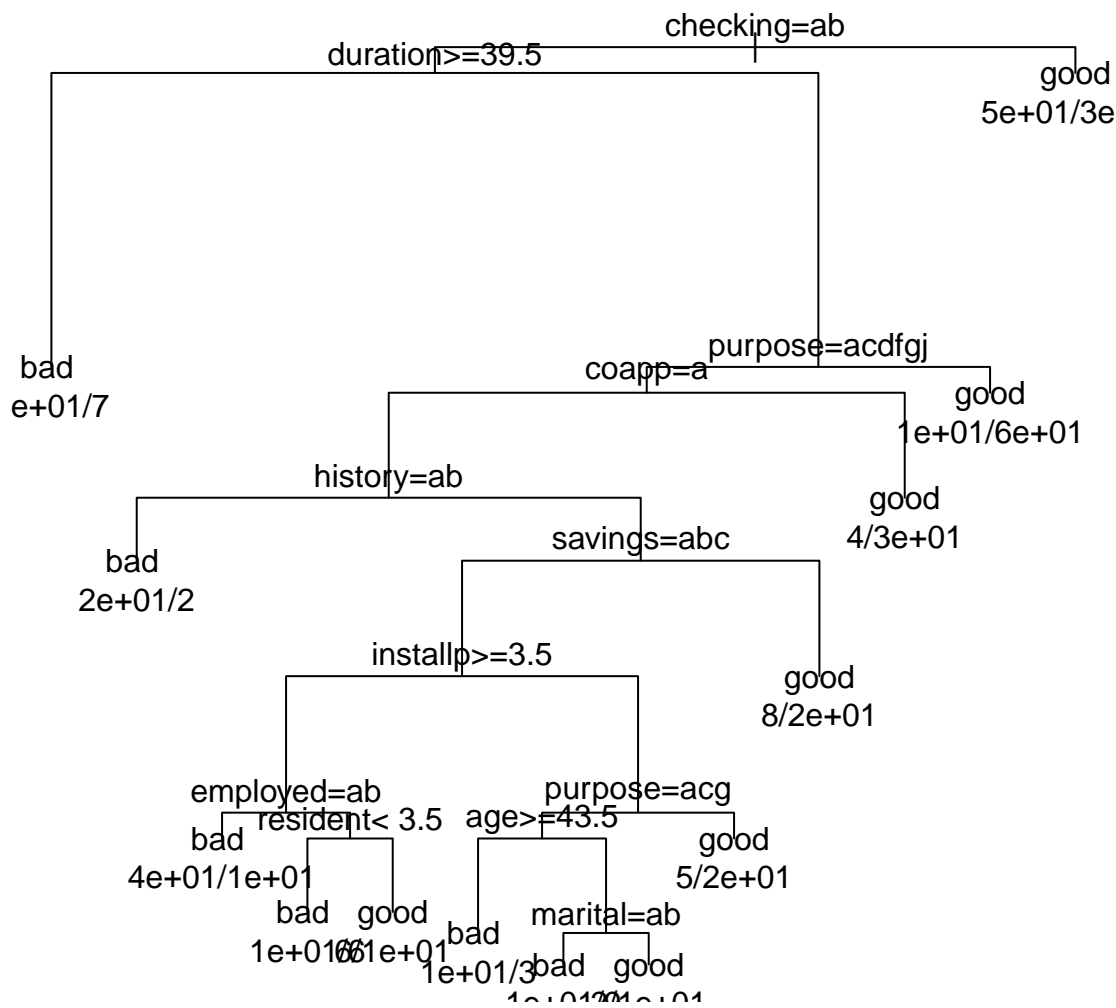 checking=ab
duration>=39.5
good
5e+01/3e
bad
e+01/7
purpose=acdfgj
coapp=a
good
1e+01/6e+01
history=ab
good
4/3e+01
savings=abc
bad
2e+01/2
installp>=3.5
good
8/2e+01
employed=ab
purpose=acg
resident< 3.5
age>=43.5
bad
4e+01/1e+01
good
5/2e+01
bad
good
marital=ab
bad
1e+01/3
bad
good